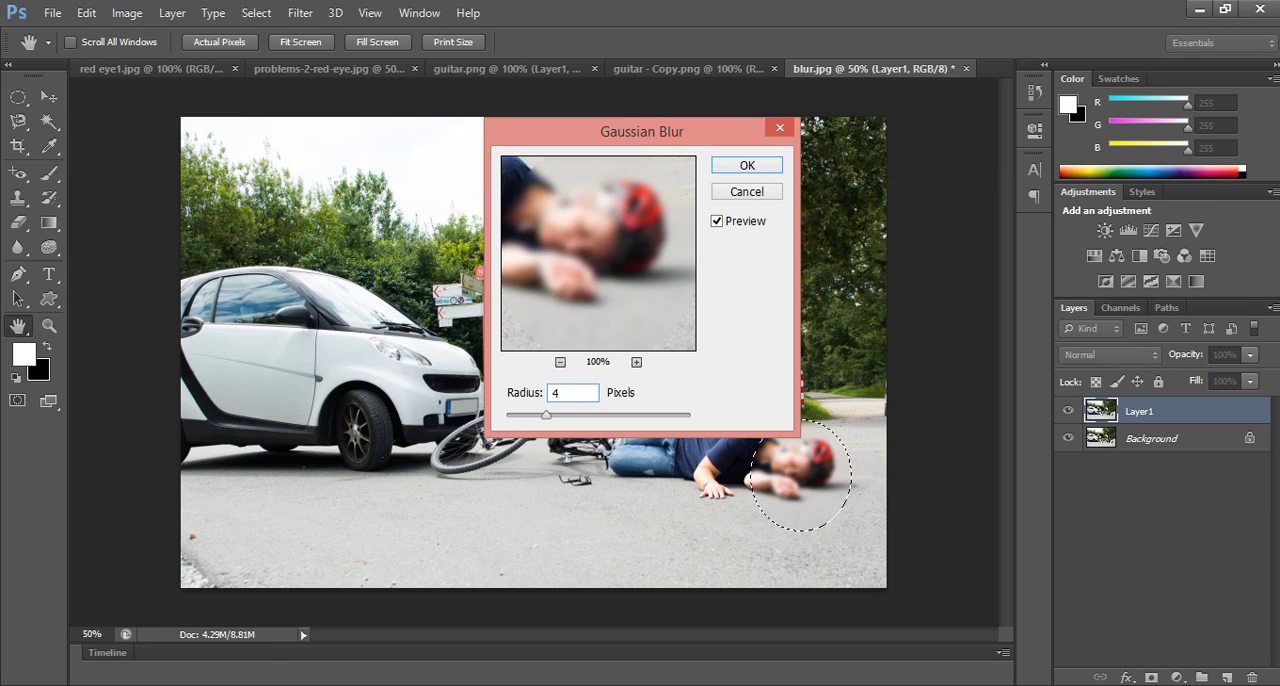 Ps File Edit Image Layer Type Select Filter 3D View Window Help
Scroll All Windows Actual Pixels Fit Screen Fill Screen Print Size Essentials
red eye1.jpg @ 100% (RGB/... × problems-2-red-eye.jpg @ 50... × guitar.png @ 100% (Layer1, ... × guitar - Copy.png @ 100% (R... × blur.jpg @ 50% (Layer1, RGB/8) * ×
Color Swatches
R 255
G 255
B 255
Adjustments Styles
Add an adjustment
Layers Channels Paths
Kind
Normal Opacity: 100%
Lock: Fill: 100%
Layer1
Background
Gaussian Blur
OK
Cancel
Preview
100%
Radius: 4 Pixels
50% Doc: 4.29M/8.81M
Timeline